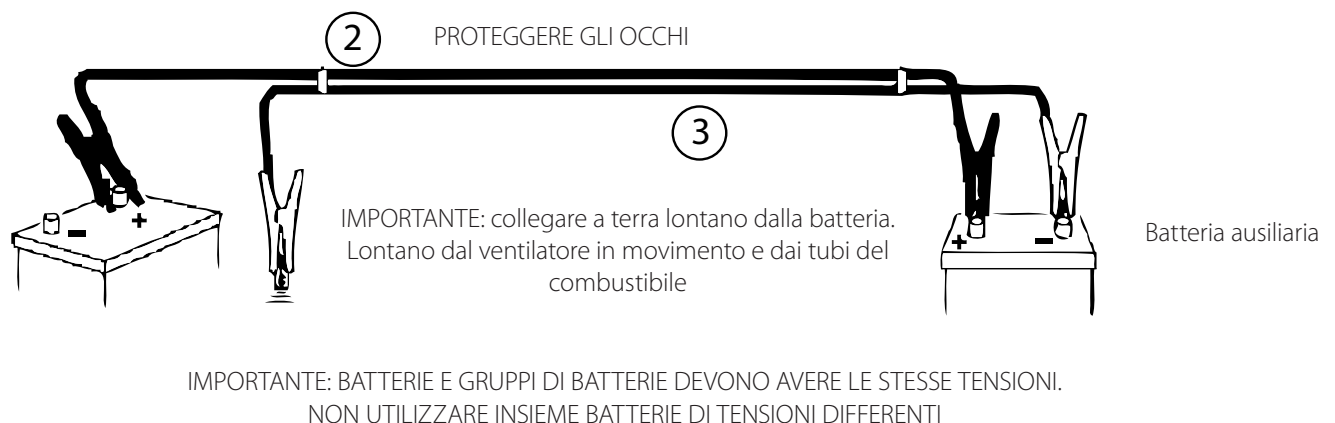 2
PROTEGGERE GLI OCCHI
3
IMPORTANTE: collegare a terra lontano dalla batteria.
Lontano dal ventilatore in movimento e dai tubi del
combustibile
+
-
+
-
Batteria ausiliaria
IMPORTANTE: BATTERIE E GRUPPI DI BATTERIE DEVONO AVERE LE STESSE TENSIONI.
NON UTILIZZARE INSIEME BATTERIE DI TENSIONI DIFFERENTI